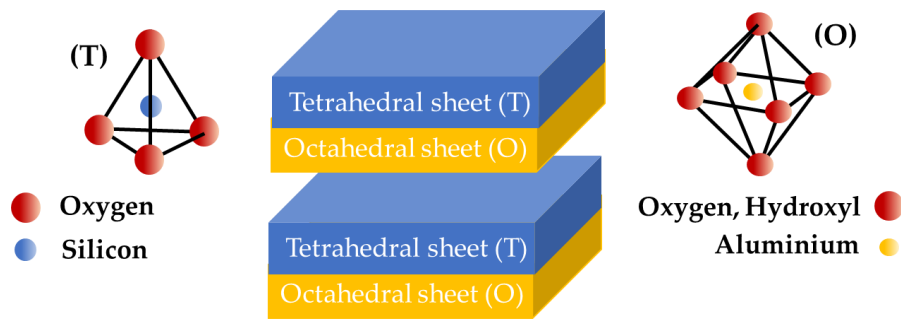 (T)
Oxygen
Silicon
Tetrahedral sheet (T)
Octahedral sheet (O)
Tetrahedral sheet (T)
Octahedral sheet (O)
(O)
Oxygen, Hydroxyl
Aluminium